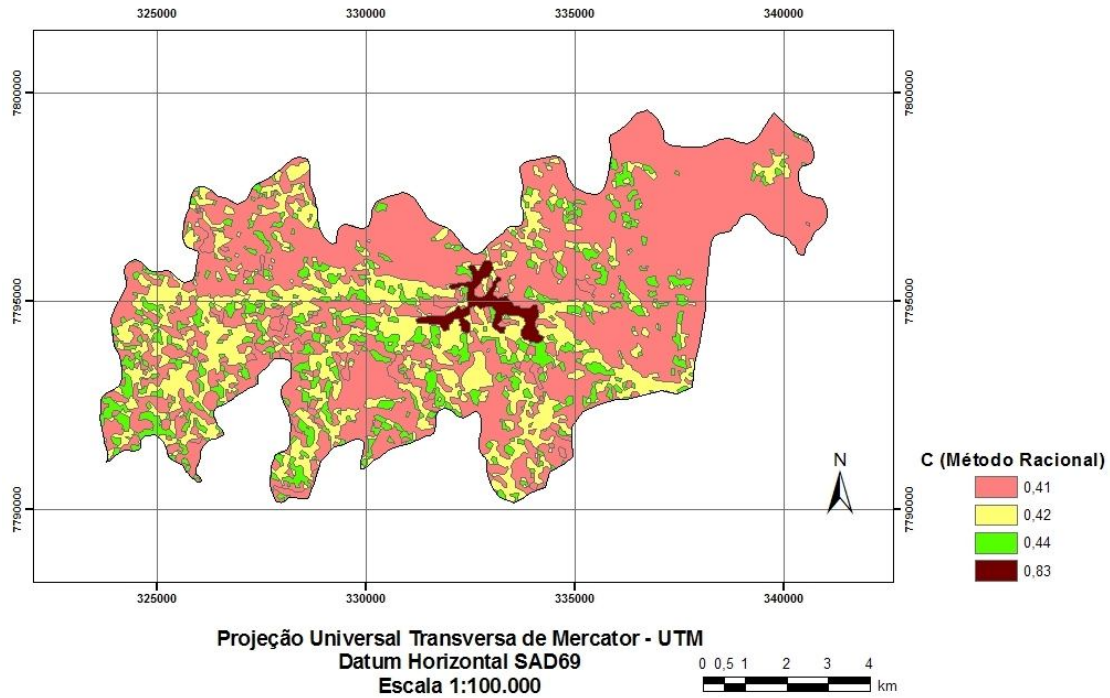 325000 330000 335000 340000
7800000 7800000
7795000 7795000
7790000 7790000
325000 330000 335000 340000
N
C (Método Racional)
0,41
0,42
0,44
0,83
Projeção Universal Transversa de Mercator - UTM
Datum Horizontal SAD69
Escala 1:100.000
0 0,5 1 2 3 4
km